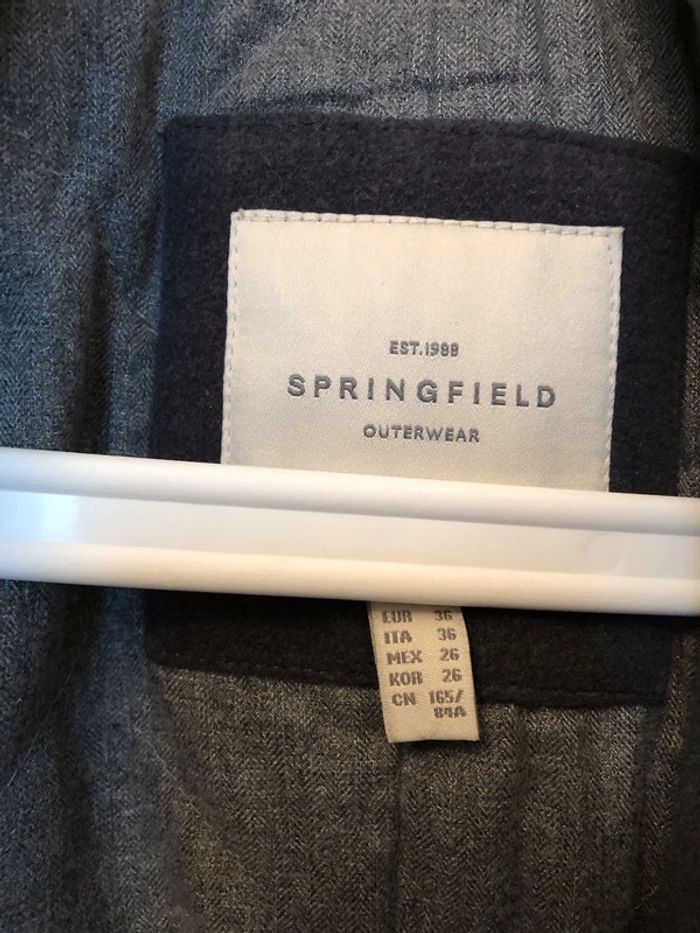 EST.1988
SPRINGFIELD
OUTERWEAR
EUR 36
ITA 36
MEX 26
KOR 26
CN 165/
84A